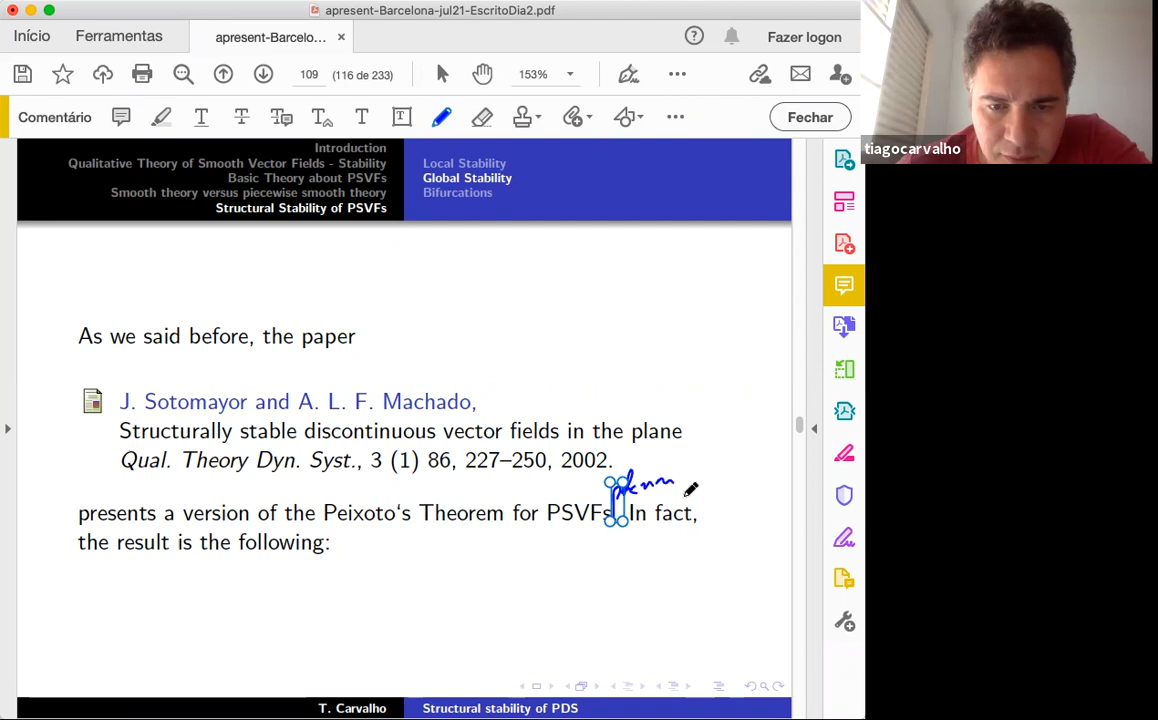 apresent-Barcelona-jul21-EscritoDia2.pdf
Início Ferramentas apresent-Barcelo... × Fazer logon
109 (116 de 233) 153%
Comentário Fechar
tiagocarvalho
Introduction
Qualitative Theory of Smooth Vector Fields - Stability
Basic Theory about PSVFs
Smooth theory versus piecewise smooth theory
Structural Stability of PSVFs
Local Stability
Global Stability
Bifurcations
As we said before, the paper
J. Sotomayor and A. L. F. Machado,
Structurally stable discontinuous vector fields in the plane
Qual. Theory Dyn. Syst., 3 (1) 86, 227–250, 2002.
presents a version of the Peixoto‘s Theorem for PSVFs. In fact,
the result is the following:
T. Carvalho Structural stability of PDS